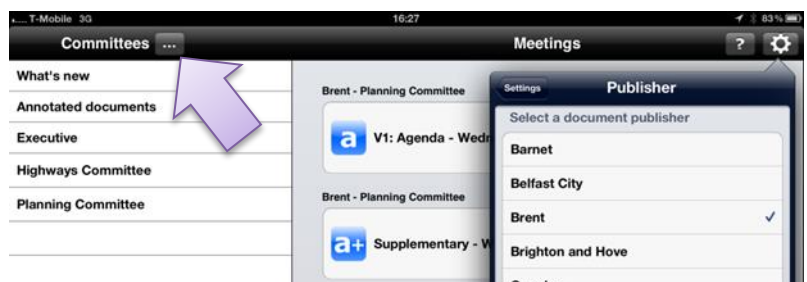 T-Mobile 3G 16:27 83%
Committees ...
Meetings
?
What's new
Annotated documents
Executive
Highways Committee
Planning Committee
Brent - Planning Committee
a V1: Agenda -
Brent - Planning Committee
a+ Supplementary -
Settings Publisher
Select a document publisher
Barnet
Belfast City
Brent ✓
Brighton and Hove